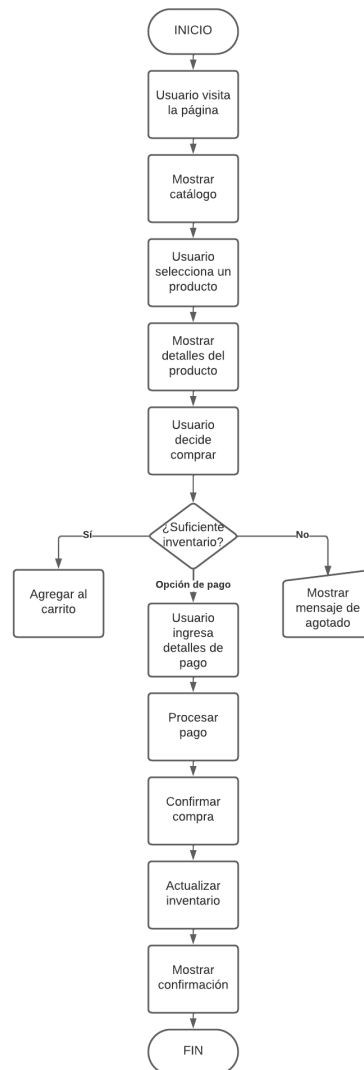 INICIO
Usuario visita
la página
Mostrar
catálogo
Usuario
selecciona un
producto
Mostrar
detalles del
producto
Usuario
decide
comprar
¿Suficiente
inventario?
Sí
No
Agregar al
carrito
Mostrar
mensaje de
agotado
Opción de pago
Usuario
ingresa
detalles de
pago
Procesar
pago
Confirmar
compra
Actualizar
inventario
Mostrar
confirmación
FIN